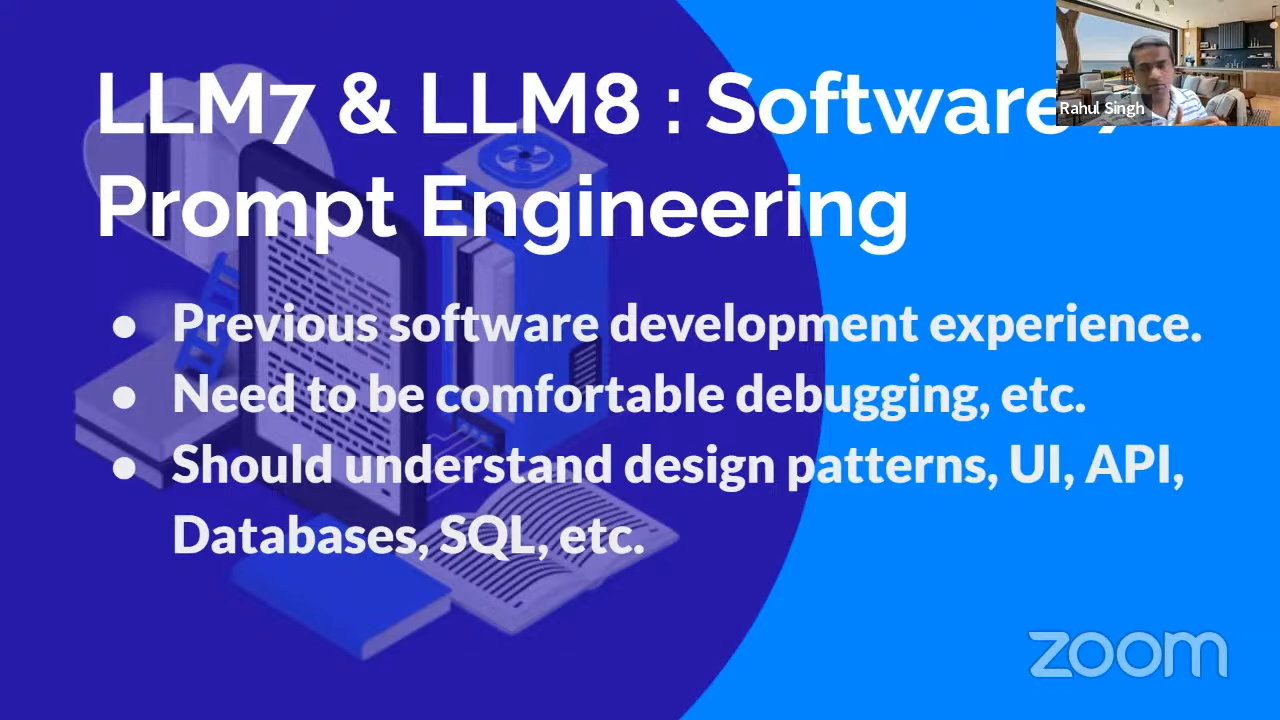 LLM7 & LLM8 : Software /
Prompt Engineering
● Previous software development experience.
● Need to be comfortable debugging, etc.
● Should understand design patterns, UI, API,
Databases, SQL, etc.
Rahul Singh
zoom